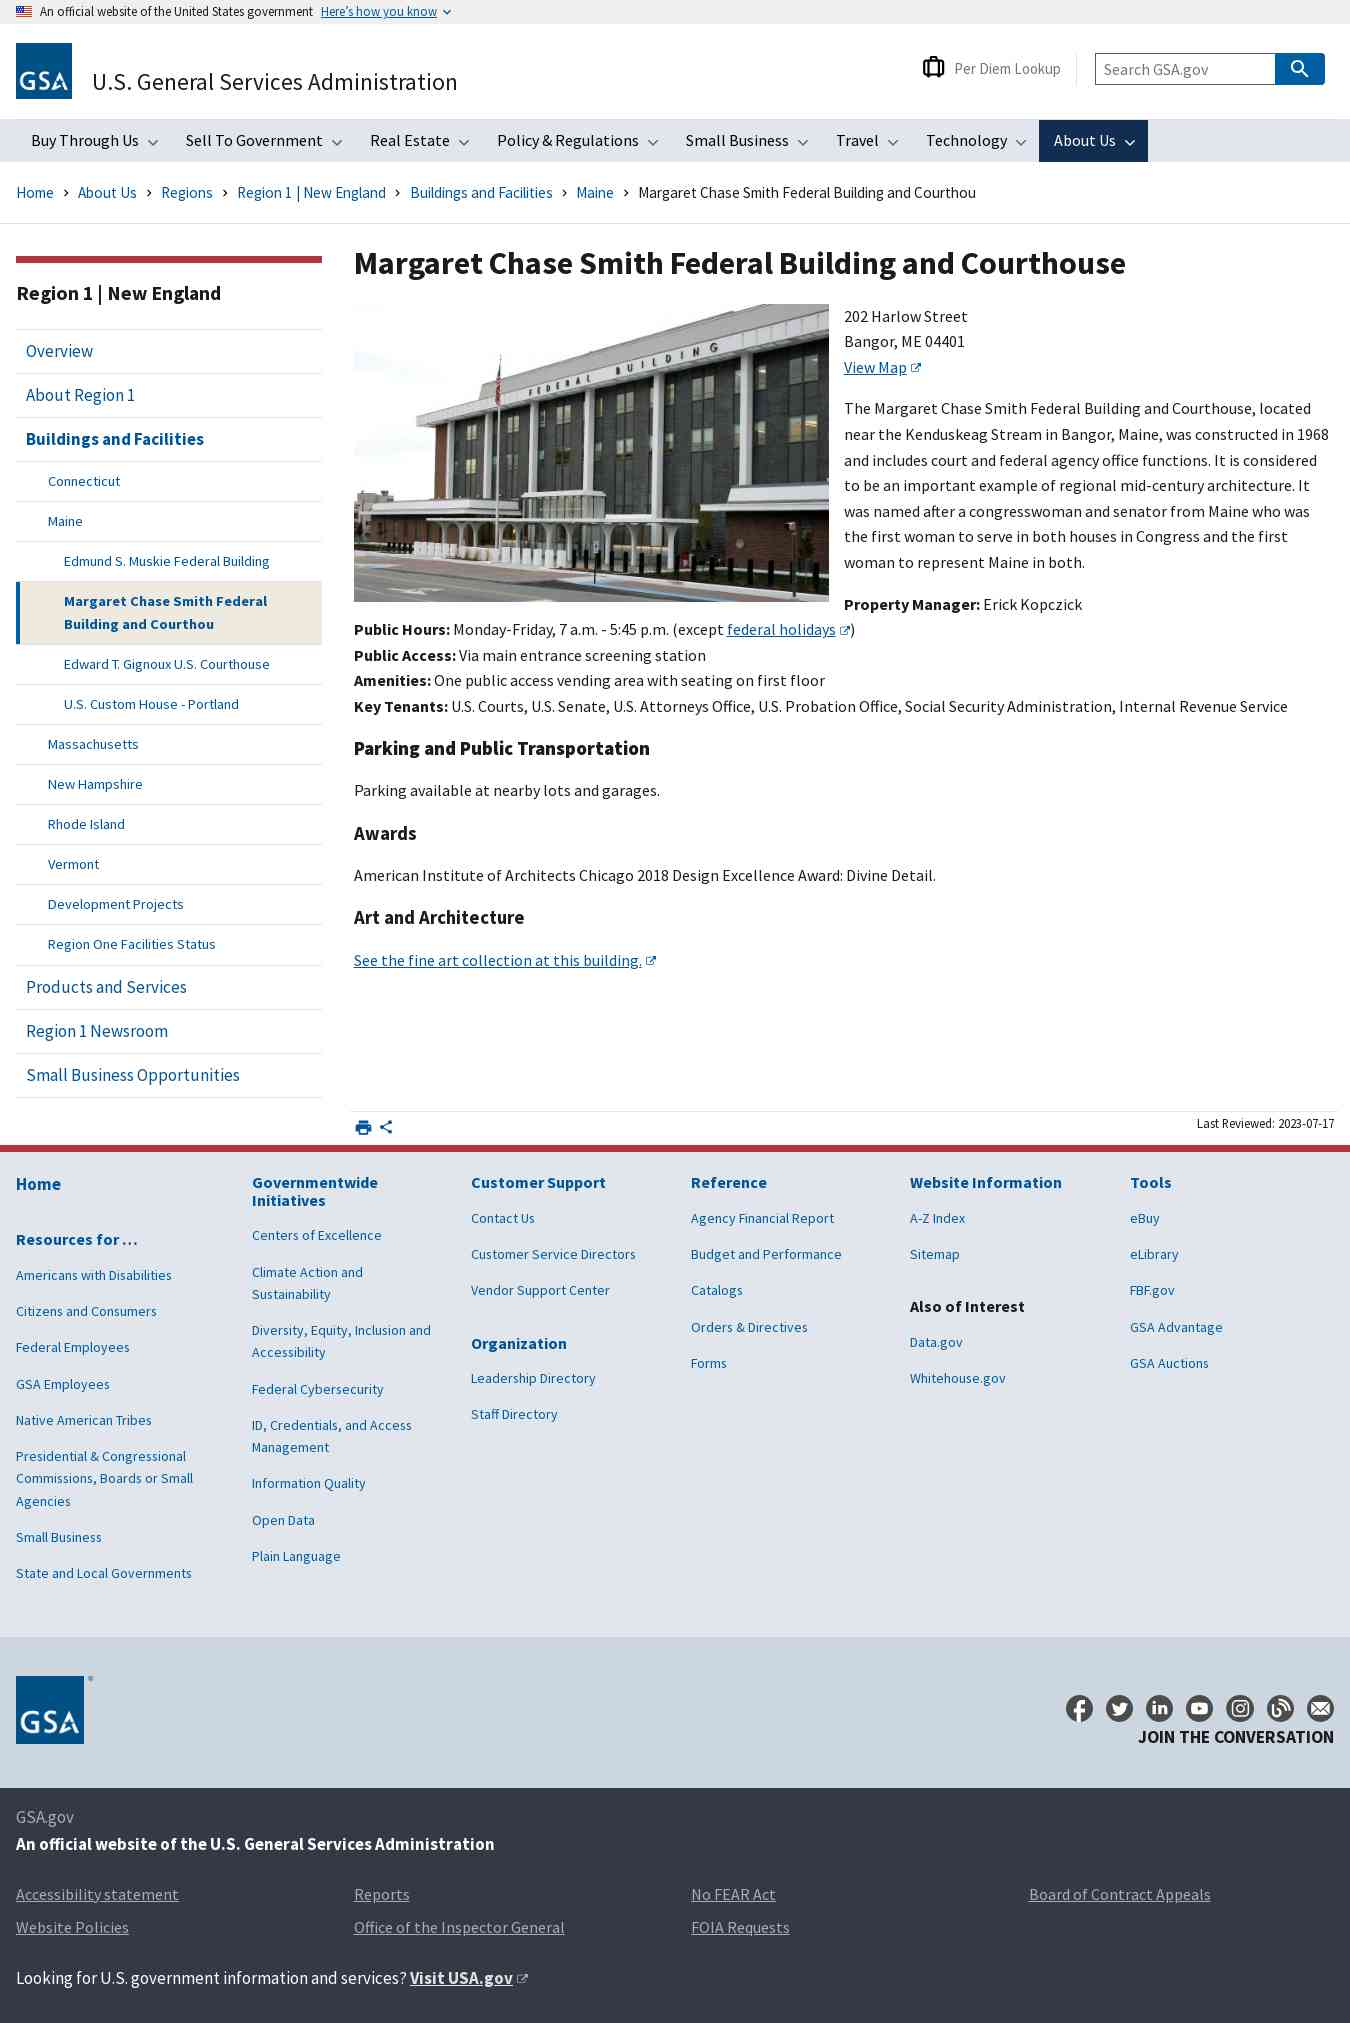 An official website of the United States government Here's how you know
GSA
U.S. General Services Administration
Per Diem Lookup
Search GSA.gov
Buy Through Us
Sell To Government
Real Estate
Policy & Regulations
Small Business
Travel
Technology
About Us
Home > About Us > Regions > Region 1 | New England > Buildings and Facilities > Maine > Margaret Chase Smith Federal Building and Courthou
Region 1 | New England
Overview
About Region 1
Buildings and Facilities
Connecticut
Maine
Edmund S. Muskie Federal Building
Margaret Chase Smith Federal
Building and Courthou
Edward T. Gignoux U.S. Courthouse
U.S. Custom House - Portland
Massachusetts
New Hampshire
Rhode Island
Vermont
Development Projects
Region One Facilities Status
Products and Services
Region 1 Newsroom
Small Business Opportunities
Margaret Chase Smith Federal Building and Courthouse
FEDERAL BUILDING
202 Harlow Street
Bangor, ME 04401
View Map
The Margaret Chase Smith Federal Building and Courthouse, located
near the Kenduskeag Stream in Bangor, Maine, was constructed in 1968
and includes court and federal agency office functions. It is considered
to be an important example of regional mid-century architecture. It
was named after a congresswoman and senator from Maine who was
the first woman to serve in both houses in Congress and the first
woman to represent Maine in both.
Property Manager: Erick Kopczick
Public Hours: Monday-Friday, 7 a.m. - 5:45 p.m. (except federal holidays)
Public Access: Via main entrance screening station
Amenities: One public access vending area with seating on first floor
Key Tenants: U.S. Courts, U.S. Senate, U.S. Attorneys Office, U.S. Probation Office, Social Security Administration, Internal Revenue Service
Parking and Public Transportation
Parking available at nearby lots and garages.
Awards
American Institute of Architects Chicago 2018 Design Excellence Award: Divine Detail.
Art and Architecture
See the fine art collection at this building.
Last Reviewed: 2023-07-17
Home
Resources for …
Americans with Disabilities
Citizens and Consumers
Federal Employees
GSA Employees
Native American Tribes
Presidential & Congressional
Commissions, Boards or Small
Agencies
Small Business
State and Local Governments
Governmentwide
Initiatives
Centers of Excellence
Climate Action and
Sustainability
Diversity, Equity, Inclusion and
Accessibility
Federal Cybersecurity
ID, Credentials, and Access
Management
Information Quality
Open Data
Plain Language
Customer Support
Contact Us
Customer Service Directors
Vendor Support Center
Organization
Leadership Directory
Staff Directory
Reference
Agency Financial Report
Budget and Performance
Catalogs
Orders & Directives
Forms
Website Information
A-Z Index
Sitemap
Also of Interest
Data.gov
Whitehouse.gov
Tools
eBuy
eLibrary
FBF.gov
GSA Advantage
GSA Auctions
GSA
®
JOIN THE CONVERSATION
GSA.gov
An official website of the U.S. General Services Administration
Accessibility statement
Reports
No FEAR Act
Board of Contract Appeals
Website Policies
Office of the Inspector General
FOIA Requests
Looking for U.S. government information and services? Visit USA.gov